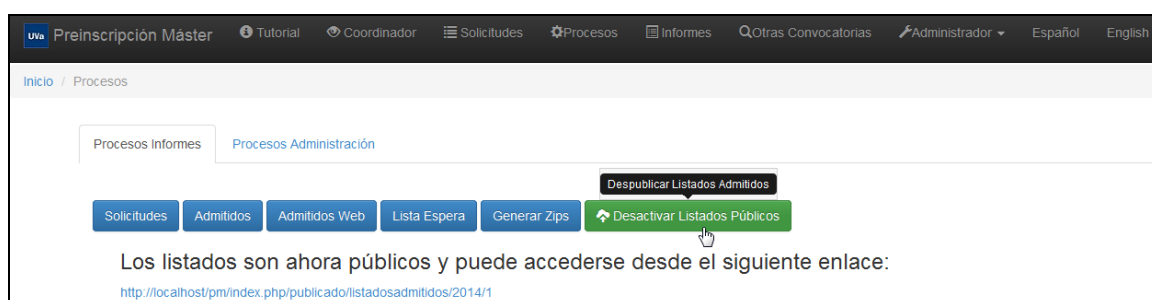 UVa Preinscripción Máster Tutorial Coordinador Solicitudes Procesos Informes Otras Convocatorias Administrador Español English
Inicio / Procesos
Procesos Informes Procesos Administración
Despublicar Listados Admitidos
Solicitudes Admitidos Admitidos Web Lista Espera Generar Zips Desactivar Listados Públicos
Los listados son ahora públicos y puede accederse desde el siguiente enlace:
http://localhost/pm/index.php/publicado/listadosadmitidos/2014/1